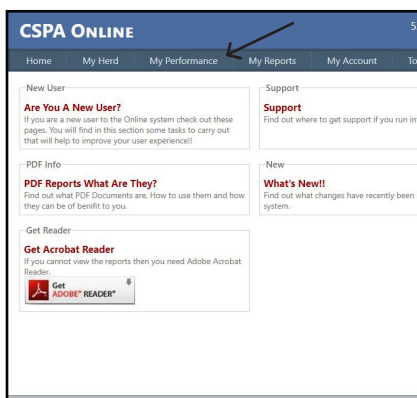 CSPA ONLINE
5
Home My Herd My Performance My Reports My Account To
New User
Are You A New User?
If you are a new user to the Online system check out these
pages. You will find in this section some tasks to carry out
that will help to improve your user experience!!
Support
Support
Find out where to get support if you run in
PDF Info
PDF Reports What Are They?
Find out what PDF Documents are, How to use them and how
they can be of benifit to you.
New
What's New!!
Find out what changes have recently been
system.
Get Reader
Get Acrobat Reader
If you cannot view the reports then you need Adobe Acrobat
Reader.
Get
ADOBE® READER®